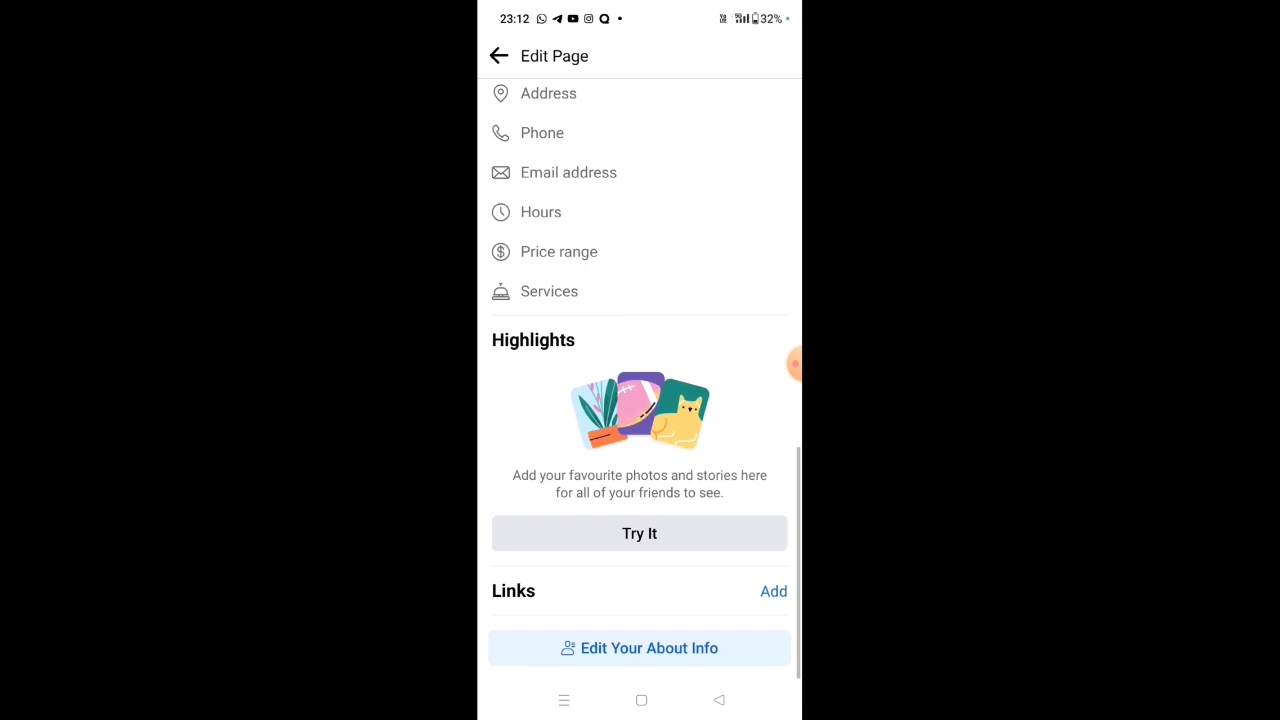 23:12 32%
Edit Page
Address
Phone
Email address
Hours
Price range
Services
Highlights
Add your favourite photos and stories here
for all of your friends to see.
Try It
Links Add
Edit Your About Info